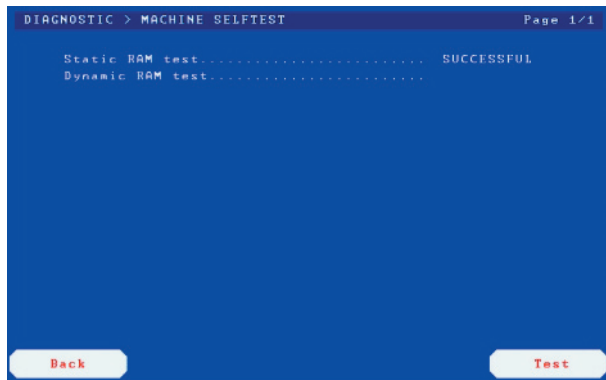 DIAGNOSTIC > MACHINE SELFTEST Page 1/1
Static RAM test.......................... SUCCESSFUL
Dynamic RAM test.........................
Back Test